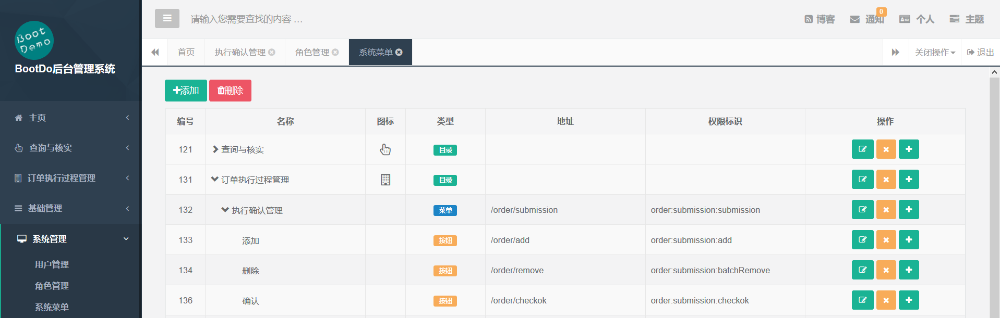 Boot
Demo
BootDo后台管理系统
主页
查询与核实
订单执行过程管理
基础管理
系统管理
用户管理
角色管理
系统菜单
请输入您需要查找的内容 …
博客 通知 0 个人 主题
首页 执行确认管理 角色管理 系统菜单 关闭操作 退出
添加 删除
编号 名称 图标 类型 地址 权限标识 操作
121 查询与核实 目录
131 订单执行过程管理 目录
132 执行确认管理 菜单 /order/submission order:submission:submission
133 添加 按钮 /order/add order:submission:add
134 删除 按钮 /order/remove order:submission:batchRemove
136 确认 按钮 /order/checkok order:submission:checkok